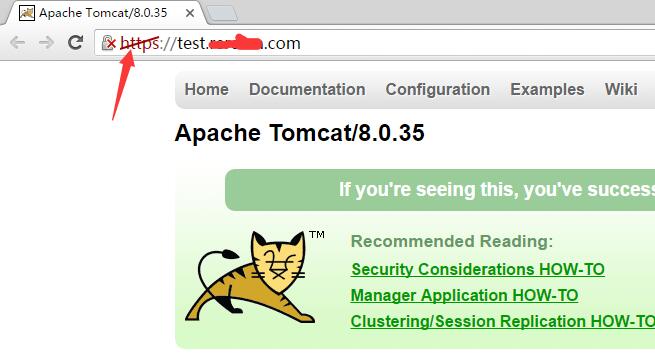 Apache Tomcat/8.0.35
https://test.
.com
Home Documentation Configuration Examples Wiki
Apache Tomcat/8.0.35
If you're seeing this, you've succes
TM
Recommended Reading:
Security Considerations HOW-TO
Manager Application HOW-TO
Clustering/Session Replication HOW-TO